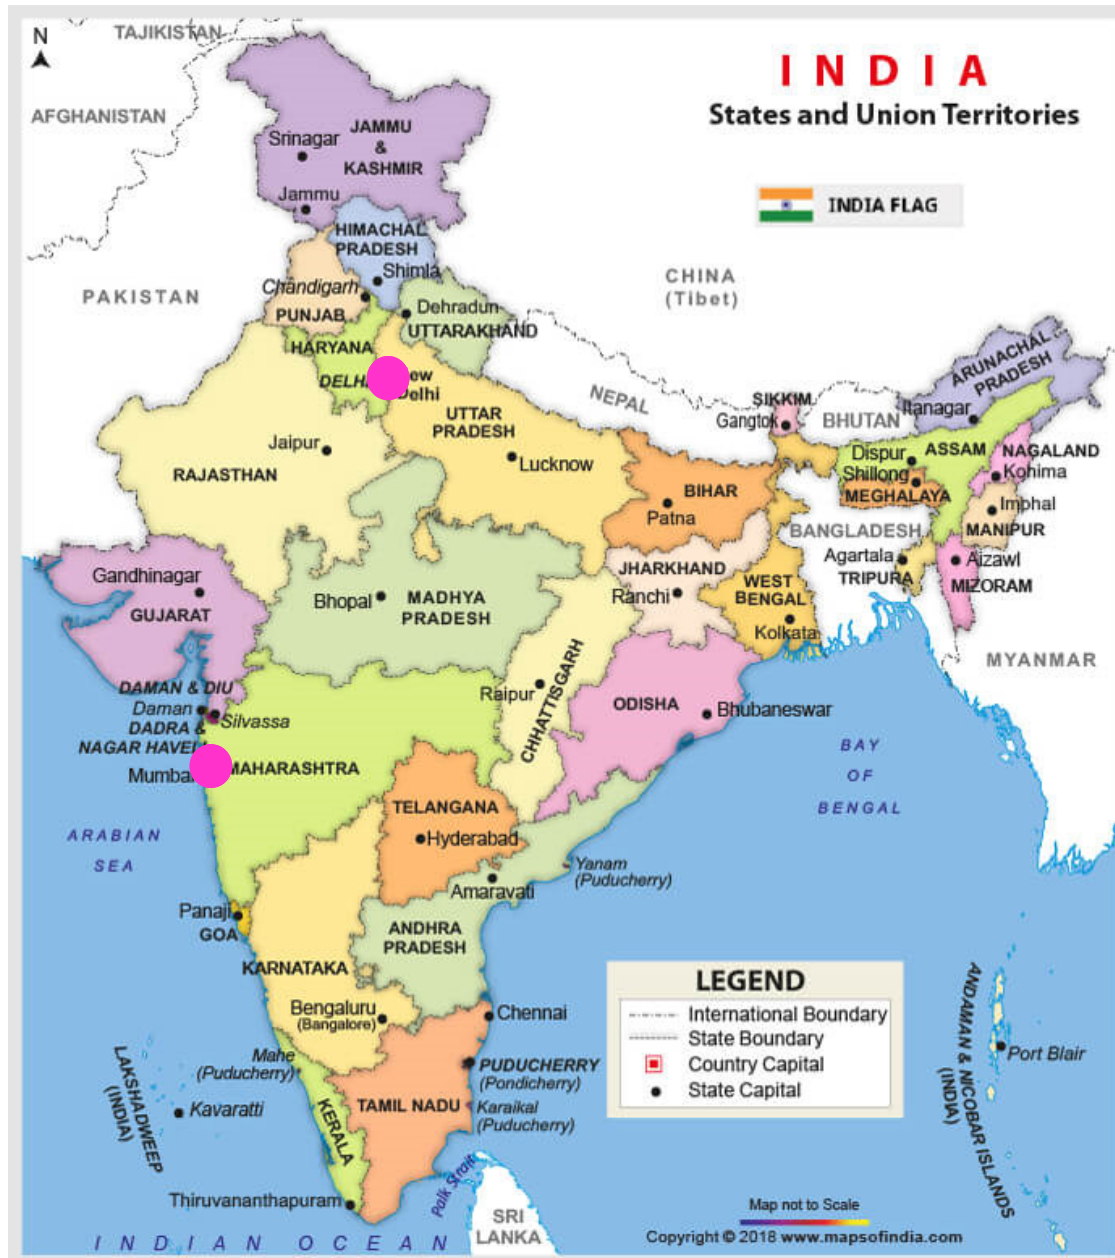 N
TAJIKISTAN
AFGHANISTAN
INDIA
States and Union Territories
INDIA FLAG
JAMMU
&
KASHMIR
Srinagar
Jammu
HIMACHAL
PRADESH
Shimla
CHINA
(Tibet)
PAKISTAN
Chandigarh
PUNJAB
Dehradun
UTTARAKHAND
HARYANA
Delhi
NEPAL
SIKKIM
Gangtok
BHUTAN
ARUNACHAL
PRADESH
Itanagar
UTTAR
PRADESH
Lucknow
Jaipur
RAJASTHAN
BIHAR
Patna
Dispur
ASSAM
NAGALAND
Kohima
Shillong
MEGHALAYA
Imphal
MANIPUR
BANGLADESH
Agartala
TRIPURA
Aizawl
MIZORAM
Gandhinagar
GUJARAT
Bhopal
MADHYA
PRADESH
JHARKHAND
Ranchi
WEST
BENGAL
Kolkata
MYANMAR
DAMAN & DIU
Daman
Silvassa
DADRA &
NAGAR
Raipur
CHHATTISGARH
ODISHA
Bhubaneswar
MAHARASHTRA
BAY
OF
BENGAL
ARABIAN
SEA
TELANGANA
Hyderabad
Yanam
(Puducherry)
Amaravati
Panaji
GOA
ANDHRA
PRADESH
KARNATAKA
Bengaluru
(Bangalore)
Chennai
LEGEND
International Boundary
State Boundary
Country Capital
State Capital
Mahe
(Puducherry)
PUDUCHERRY
(Pondicherry)
Karaikal
(Puducherry)
TAMIL NADU
KERALA
LAKSHADWEEP
(INDIA)
Kavaratti
Port Blair
ANDAMAN & NICOBAR ISLANDS
(INDIA)
Thiruvananthapuram
Palk Strait
SRI
LANKA
INDIAN OCEAN
Map not to Scale
Copyright © 2018 www.mapsofindia.com